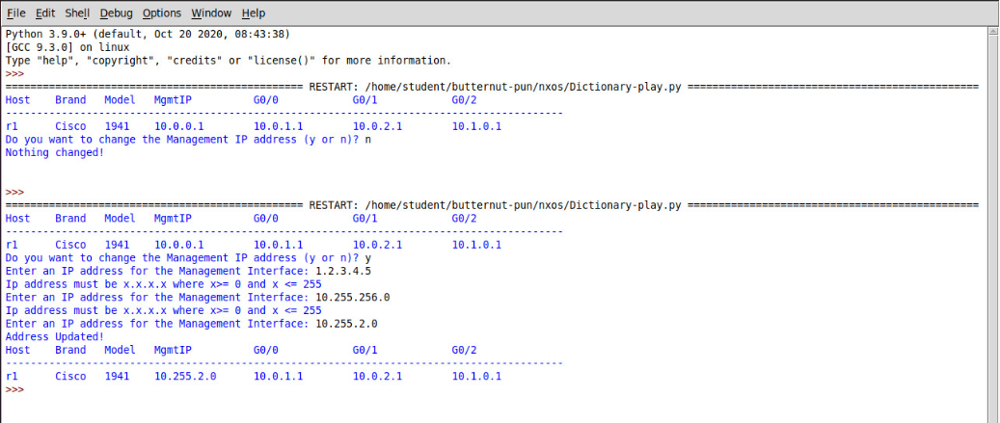 File Edit Shell Debug Options Window Help
Python 3.9.0+ (default, Oct 20 2020, 08:43:38)
[GCC 9.3.0] on linux
Type "help", "copyright", "credits" or "license()" for more information.
>>>
================================================ RESTART: /home/student/butternut-pun/nxos/Dictionary-play.py ===============================================
Host    Brand   Model   MgmtIP          G0/0            G0/1            G0/2
------------------------------------------------------------------------------------------
r1      Cisco   1941    10.0.0.1        10.0.1.1        10.0.2.1        10.1.0.1
Do you want to change the Management IP address (y or n)? n
Nothing changed!
>>>
================================================ RESTART: /home/student/butternut-pun/nxos/Dictionary-play.py ===============================================
Host    Brand   Model   MgmtIP          G0/0            G0/1            G0/2
------------------------------------------------------------------------------------------
r1      Cisco   1941    10.0.0.1        10.0.1.1        10.0.2.1        10.1.0.1
Do you want to change the Management IP address (y or n)? y
Enter an IP address for the Management Interface: 1.2.3.4.5
Ip address must be x.x.x.x where x>= 0 and x <= 255
Enter an IP address for the Management Interface: 10.255.256.0
Ip address must be x.x.x.x where x>= 0 and x <= 255
Enter an IP address for the Management Interface: 10.255.2.0
Address Updated!
Host    Brand   Model   MgmtIP          G0/0            G0/1            G0/2
------------------------------------------------------------------------------------------
r1      Cisco   1941    10.255.2.0      10.0.1.1        10.0.2.1        10.1.0.1
>>>